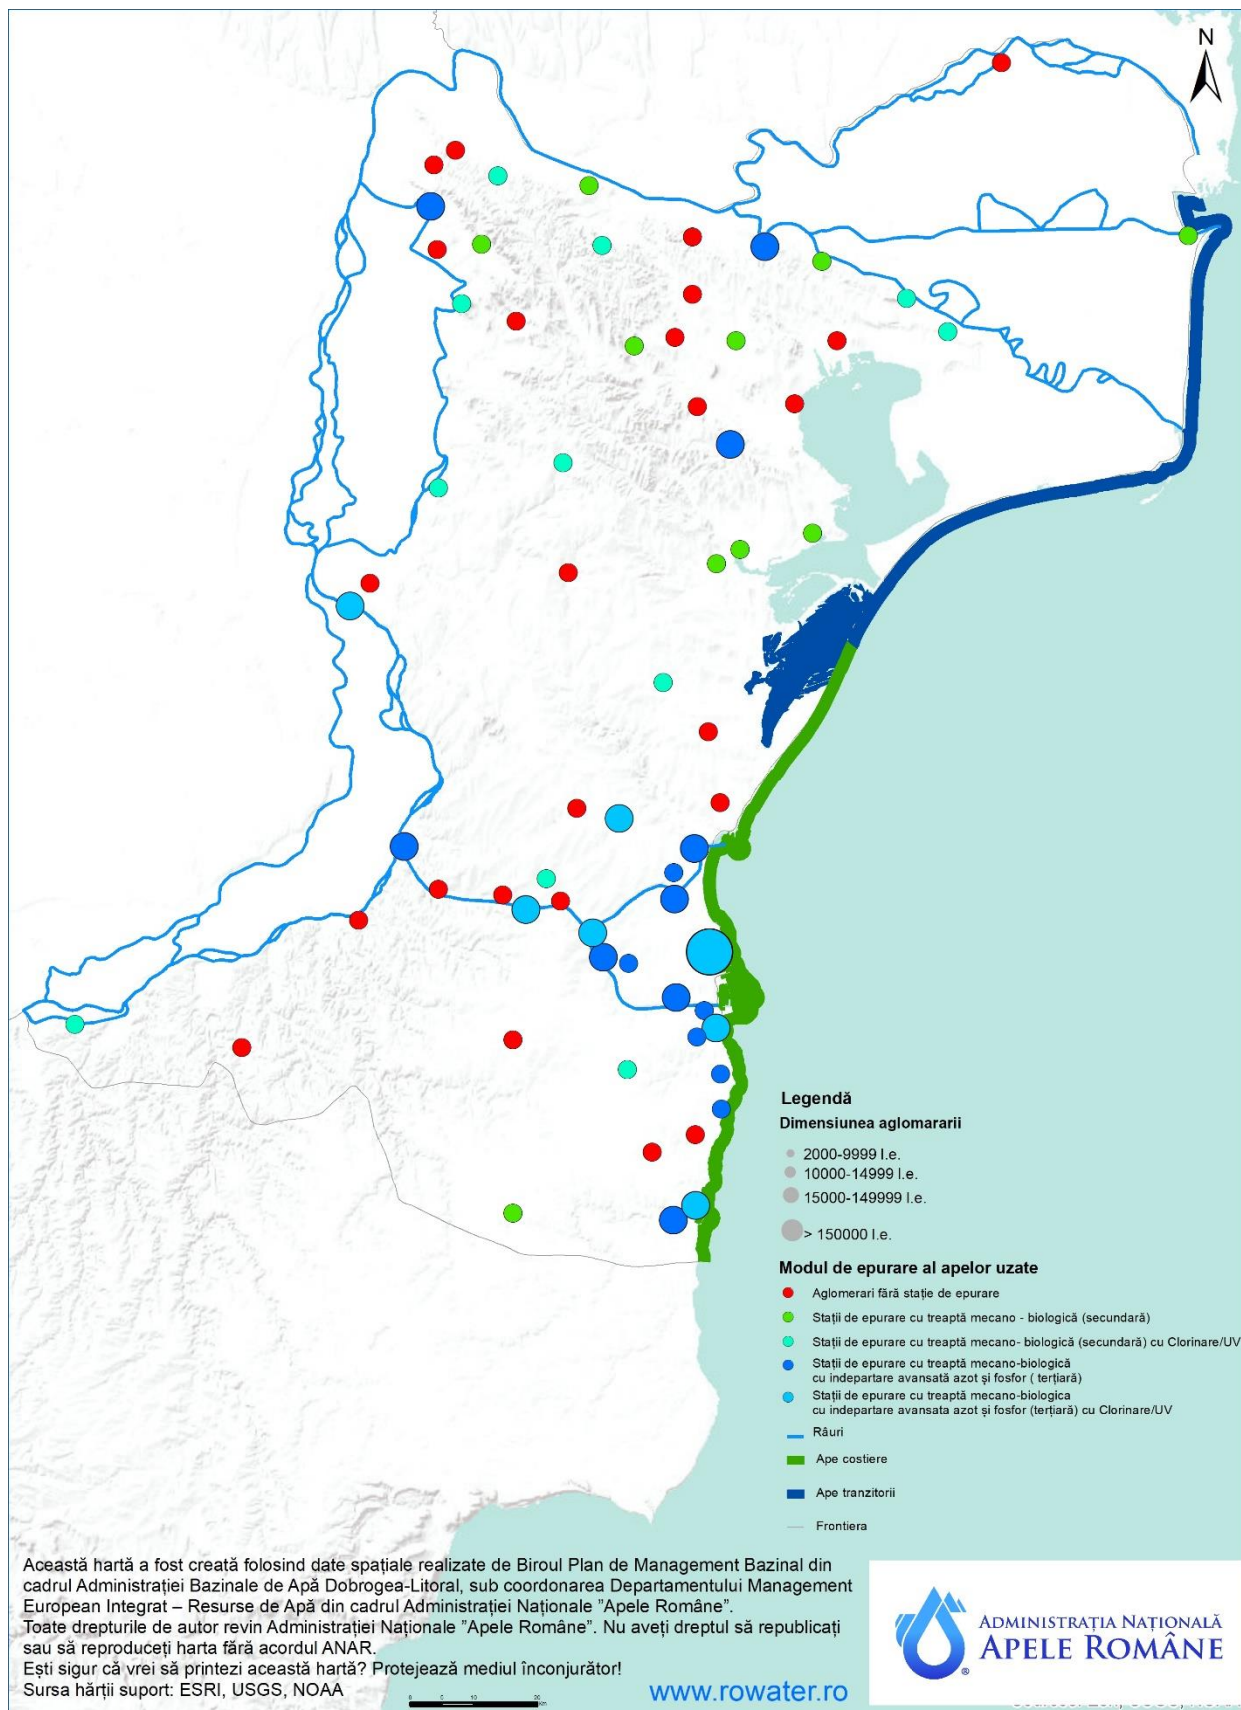 N
Legendă
Dimensiunea aglomararii
2000-9999 l.e.
10000-14999 l.e.
15000-149999 l.e.
> 150000 l.e.
Modul de epurare al apelor uzate
Aglomerari fără stație de epurare
Stații de epurare cu treaptă mecano - biologică (secundară)
Stații de epurare cu treaptă mecano- biologică (secundară) cu Clorinare/UV
Stații de epurare cu treaptă mecano-biologică
cu indepartare avansată azot și fosfor ( terțiară)
Stații de epurare cu treaptă mecano-biologica
cu indepartare avansata azot și fosfor (terțiară) cu Clorinare/UV
Râuri
Ape costiere
Ape tranzitorii
Frontiera
Această hartă a fost creată folosind date spațiale realizate de Biroul Plan de Management Bazinal din
cadrul Administrației Bazinale de Apă Dobrogea-Litoral, sub coordonarea Departamentului Management
European Integrat – Resurse de Apă din cadrul Administrației Naționale ”Apele Române”.
Toate drepturile de autor revin Administrației Naționale ”Apele Române”. Nu aveți dreptul să republicați
sau să reproduceți harta fără acordul ANAR.
Ești sigur că vrei să printezi această hartă? Protejează mediul înconjurător!
Sursa hărții suport: ESRI, USGS, NOAA
0 5 10 20
km
www.rowater.ro
ADMINISTRAȚIA NAȚIONALĂ
APELE ROMÂNE
®